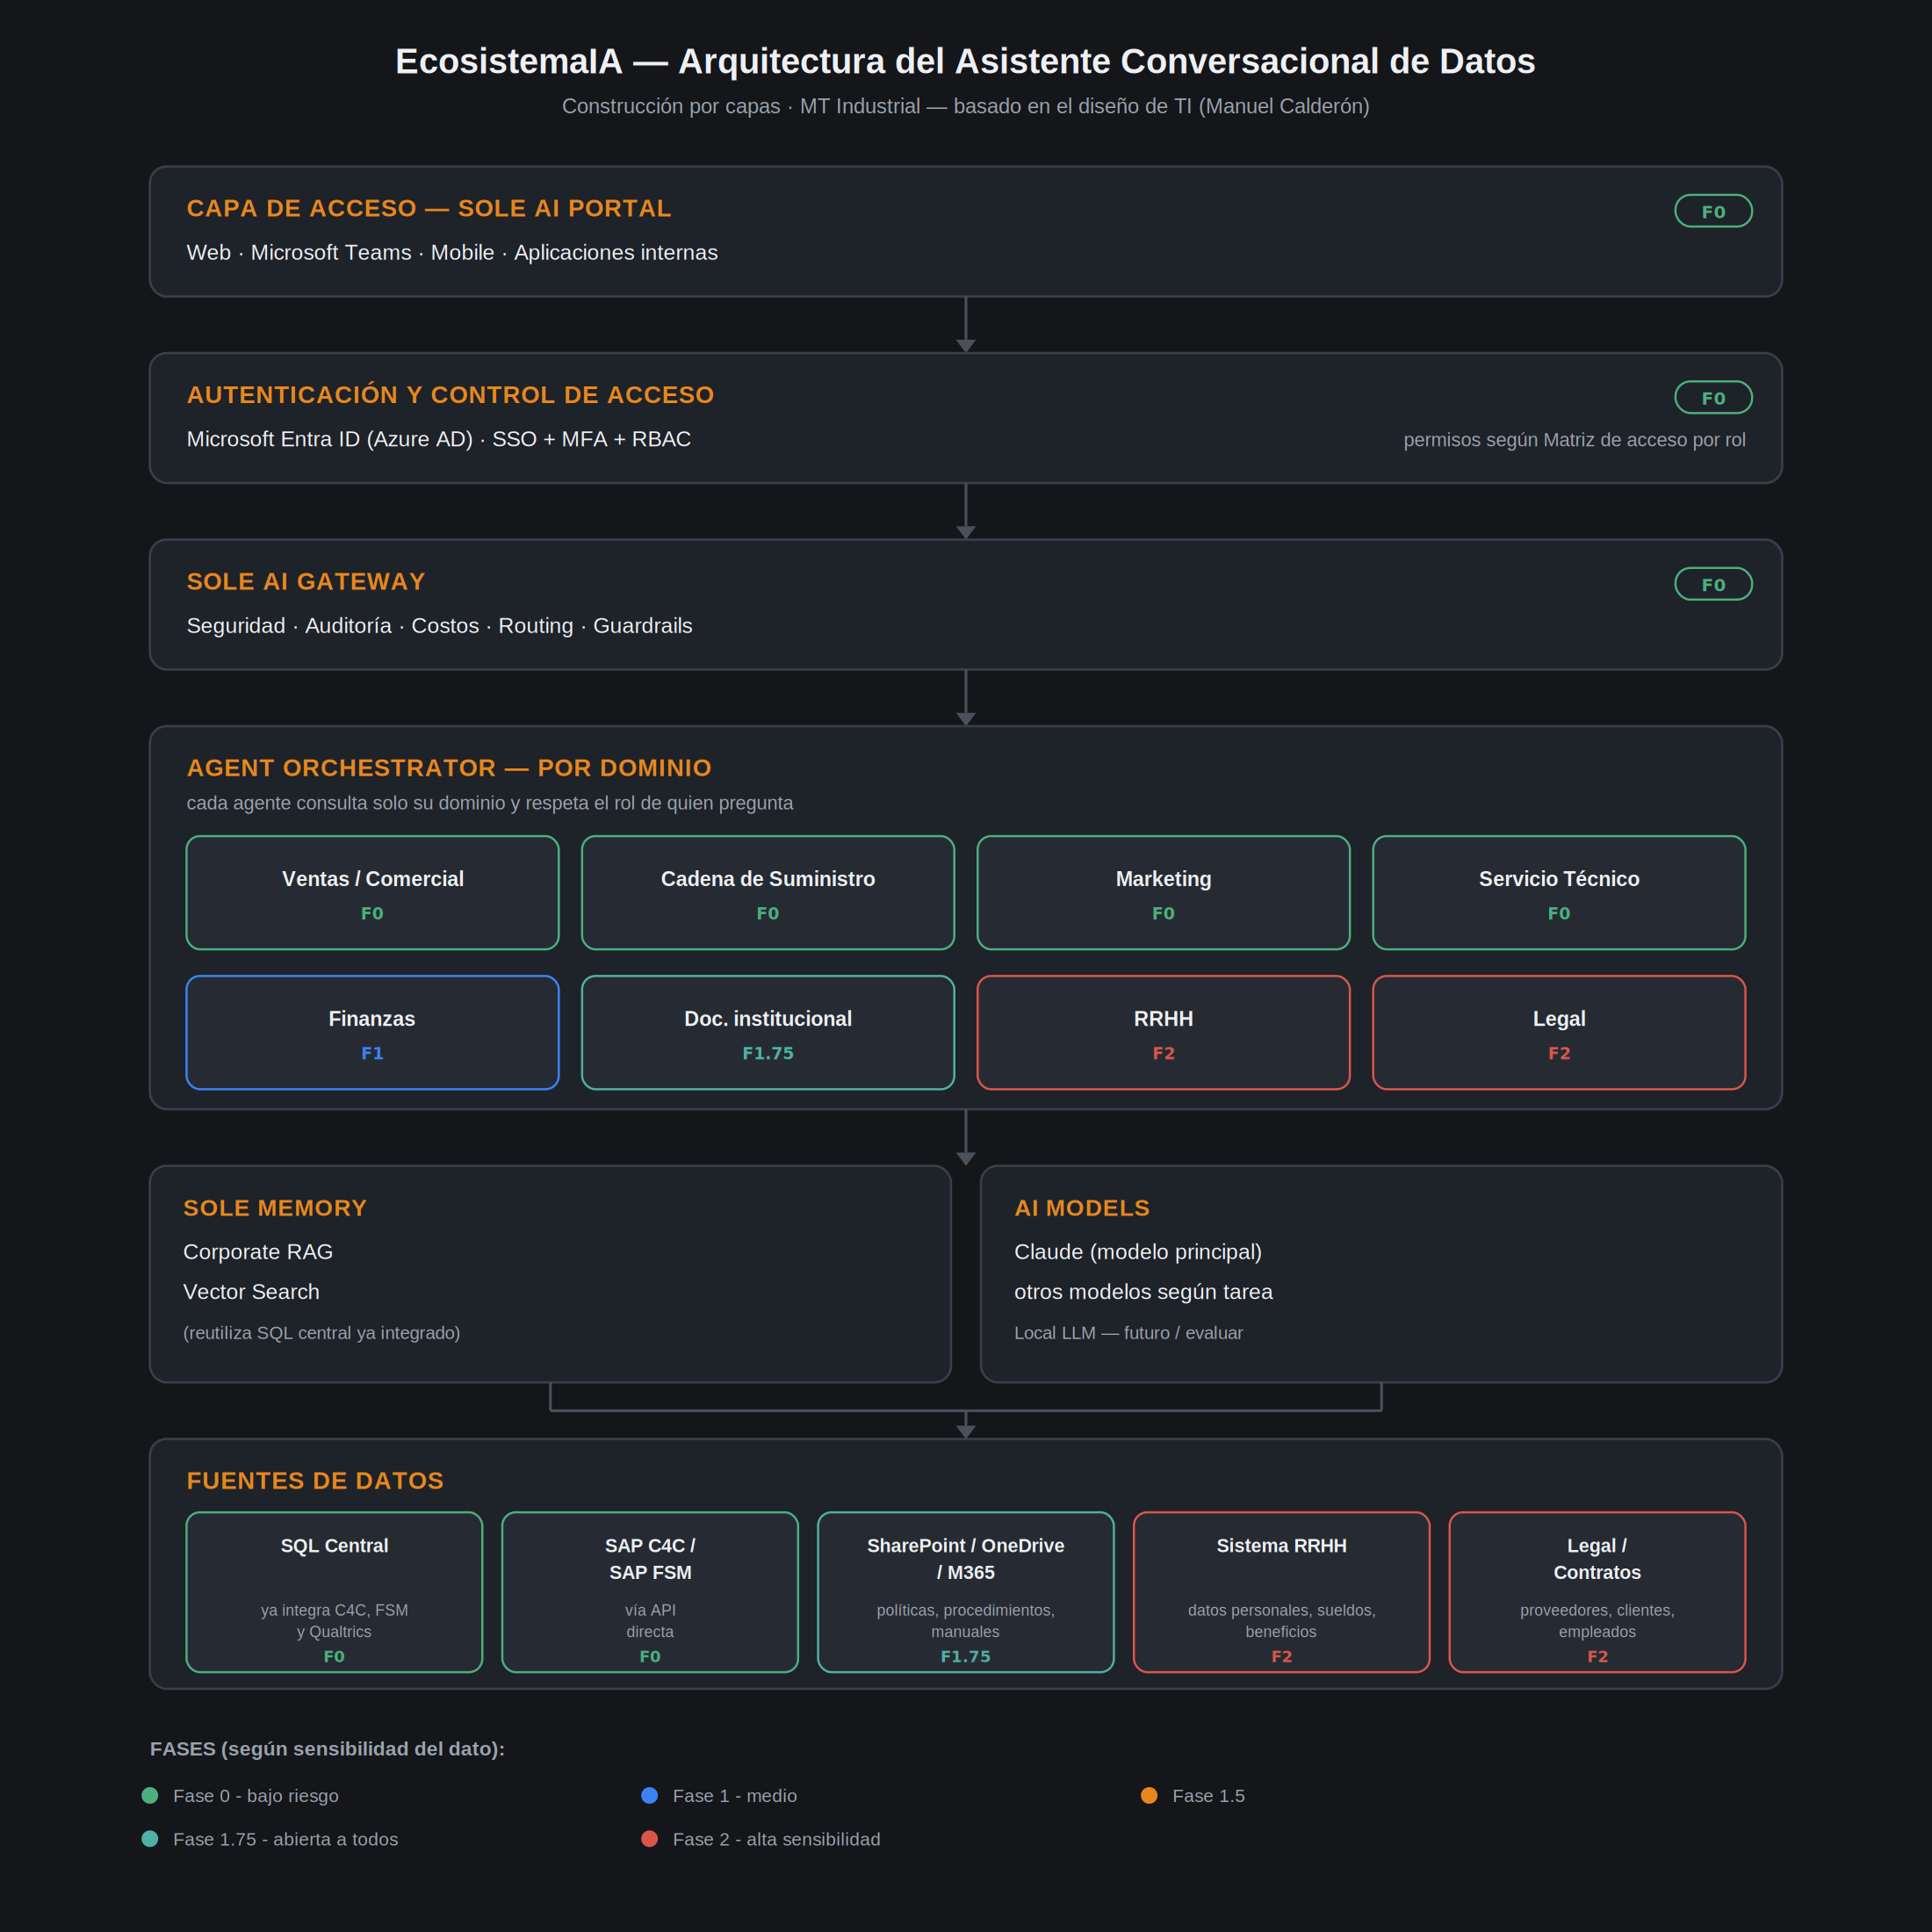 EcosistemaIA — Arquitectura del Asistente Conversacional de Datos
Construcción por capas · MT Industrial — basado en el diseño de TI (Manuel Calderón)
CAPA DE ACCESO — SOLE AI PORTAL
F0
Web · Microsoft Teams · Mobile · Aplicaciones internas
AUTENTICACIÓN Y CONTROL DE ACCESO
F0
Microsoft Entra ID (Azure AD) · SSO + MFA + RBAC
permisos según Matriz de acceso por rol
SOLE AI GATEWAY
F0
Seguridad · Auditoría · Costos · Routing · Guardrails
AGENT ORCHESTRATOR — POR DOMINIO
cada agente consulta solo su dominio y respeta el rol de quien pregunta
Ventas / Comercial
F0
Cadena de Suministro
F0
Marketing
F0
Servicio Técnico
F0
Finanzas
F1
Doc. institucional
F1.75
RRHH
F2
Legal
F2
SOLE MEMORY
Corporate RAG
Vector Search
(reutiliza SQL central ya integrado)
AI MODELS
Claude (modelo principal)
otros modelos según tarea
Local LLM — futuro / evaluar
FUENTES DE DATOS
SQL Central
ya integra C4C, FSM
y Qualtrics
F0
SAP C4C /
SAP FSM
vía API
directa
F0
SharePoint / OneDrive
/ M365
políticas, procedimientos,
manuales
F1.75
Sistema RRHH
datos personales, sueldos,
beneficios
F2
Legal /
Contratos
proveedores, clientes,
empleados
F2
FASES (según sensibilidad del dato):
Fase 0 - bajo riesgo
Fase 1 - medio
Fase 1.5
Fase 1.75 - abierta a todos
Fase 2 - alta sensibilidad